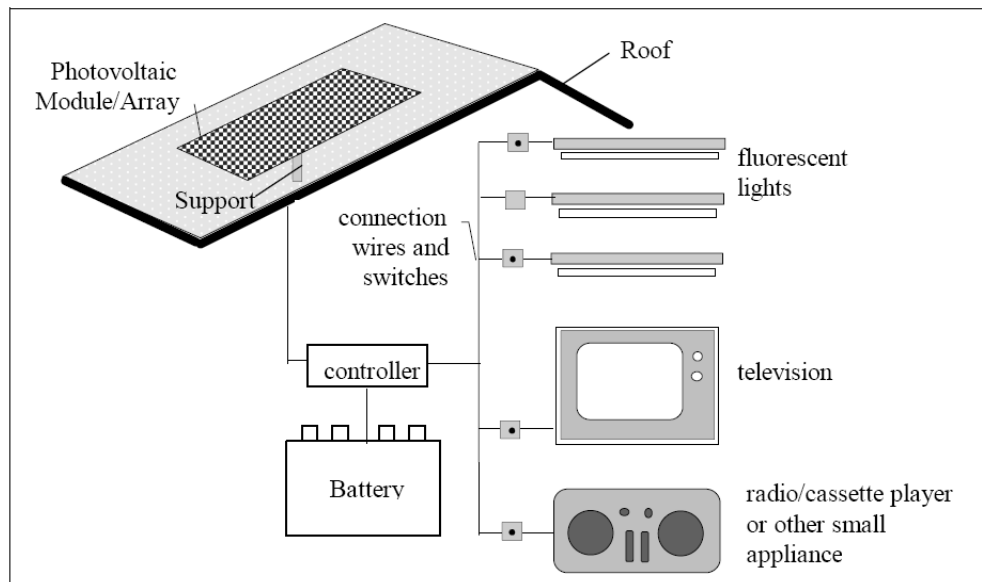 Photovoltaic
Module/Array
Roof
Support
fluorescent
lights
connection
wires and
switches
controller
television
Battery
radio/cassette player
or other small
appliance